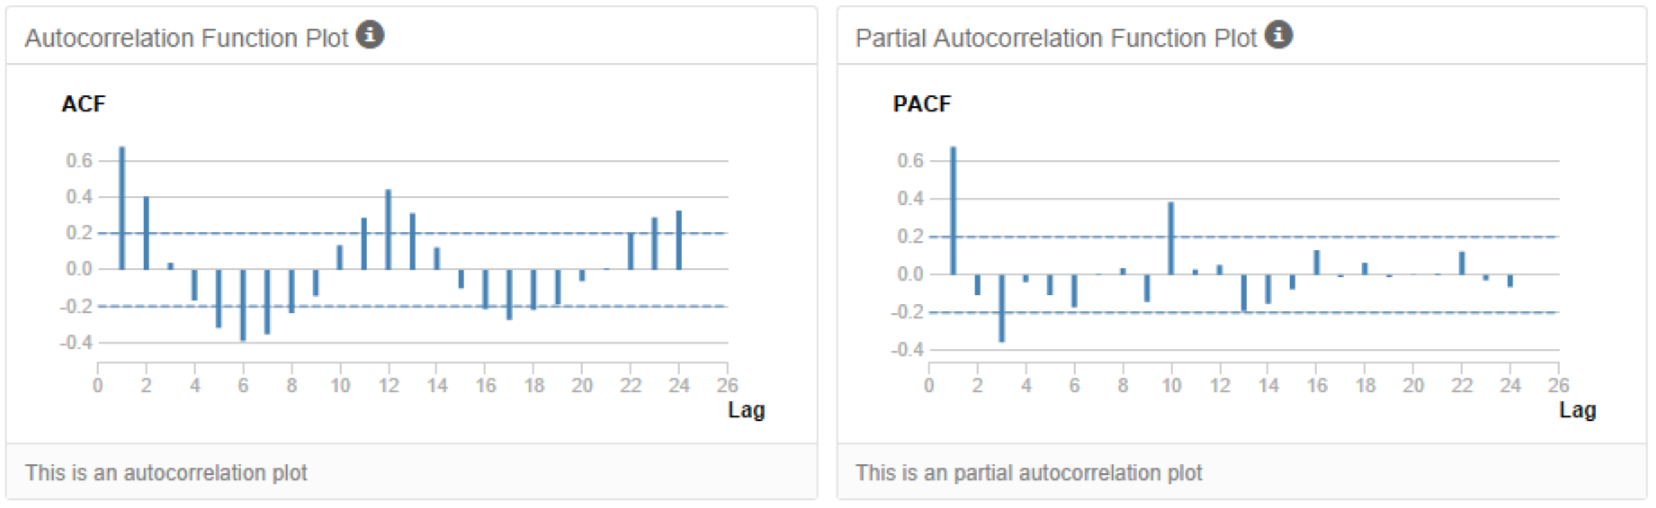 Autocorrelation Function Plot i
ACF
0.6
0.4
0.2
0.0
-0.2
-0.4
0 2 4 6 8 10 12 14 16 18 20 22 24 26
Lag
This is an autocorrelation plot
Partial Autocorrelation Function Plot i
PACF
0.6
0.4
0.2
0.0
-0.2
-0.4
0 2 4 6 8 10 12 14 16 18 20 22 24 26
Lag
This is an partial autocorrelation plot